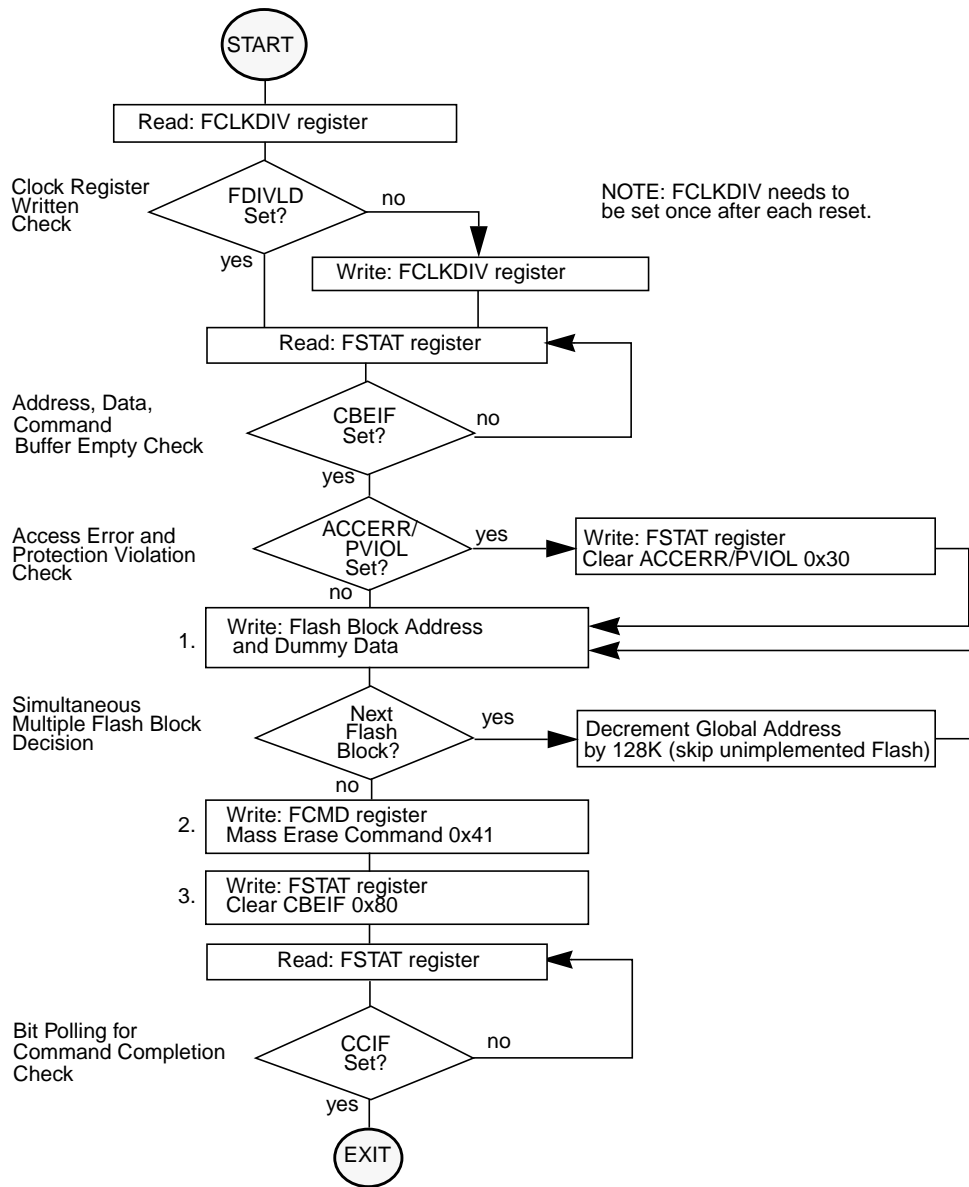 START
Read: FCLKDIV register
Clock Register
Written
Check
FDIVLD
Set?
no
yes
NOTE: FCLKDIV needs to
be set once after each reset.
Write: FCLKDIV register
Read: FSTAT register
Address, Data,
Command
Buffer Empty Check
CBEIF
Set?
no
yes
Access Error and
Protection Violation
Check
ACCERR/
PVIOL
Set?
yes
no
Write: FSTAT register
Clear ACCERR/PVIOL 0x30
1.
Write: Flash Block Address
and Dummy Data
Simultaneous
Multiple Flash Block
Decision
Next
Flash
Block?
yes
no
Decrement Global Address
by 128K (skip unimplemented Flash)
2.
Write: FCMD register
Mass Erase Command 0x41
3.
Write: FSTAT register
Clear CBEIF 0x80
Read: FSTAT register
Bit Polling for
Command Completion
Check
CCIF
Set?
no
yes
EXIT